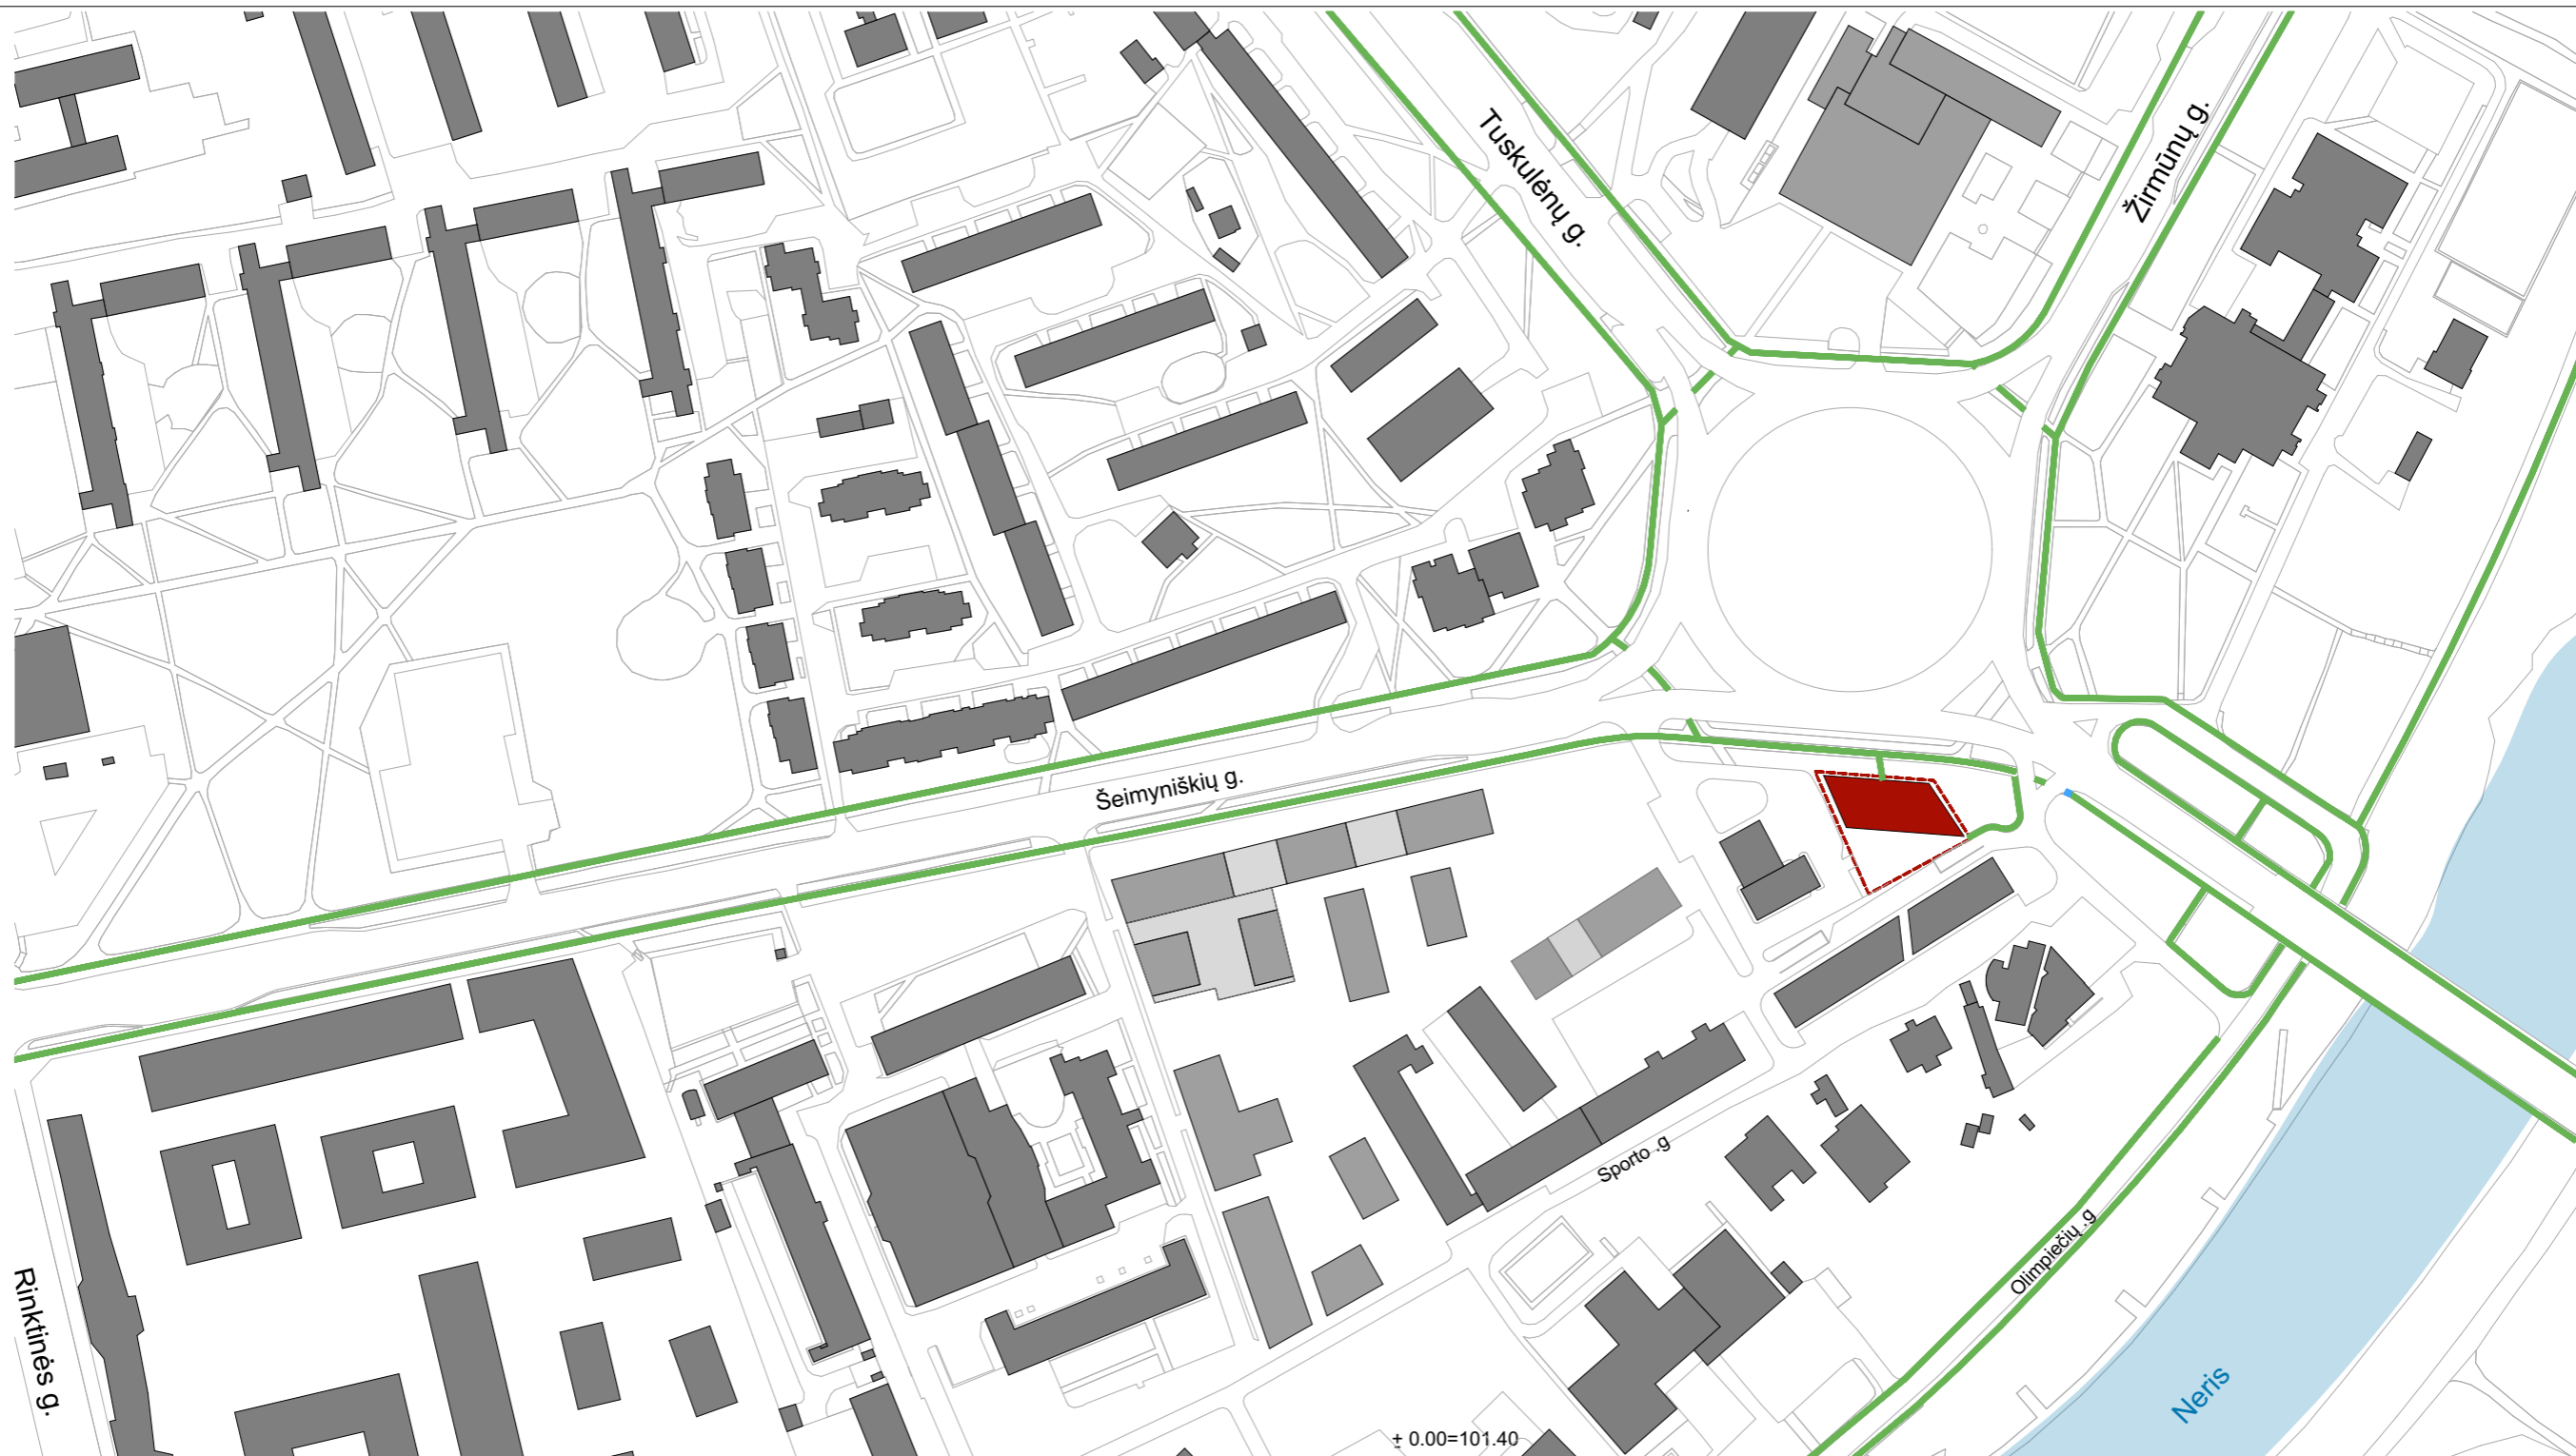 Tuskulėnų g.
Žirmūnų g.
Šeimyniškių g.
Sporto .g
Olimpiečių .g
Rinktinės g.
Neris
± 0.00=101.40